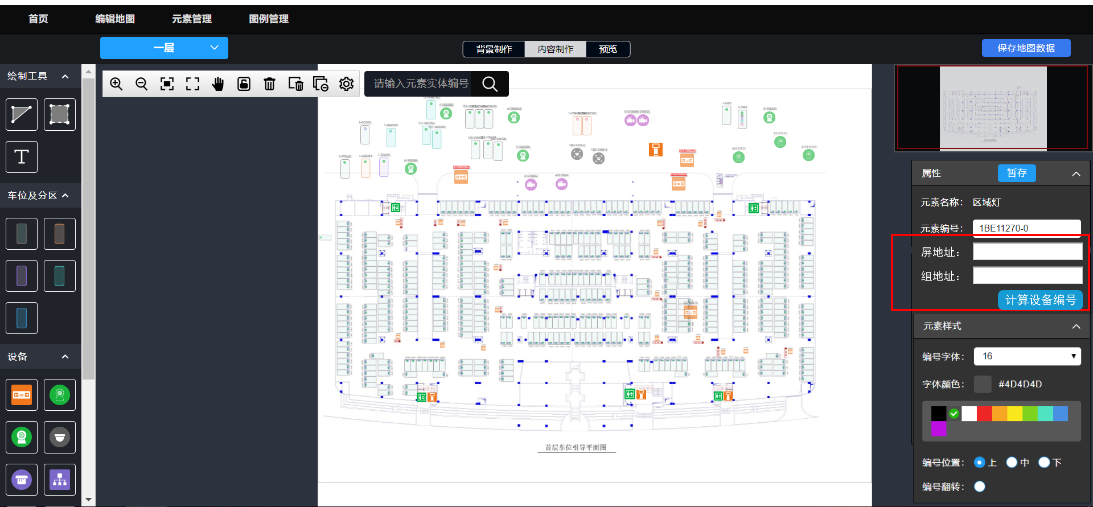 首页 编辑地图 元素管理 图例管理
一层 背景制作 内容制作 预览 保存地图数据
绘制工具
请输入元素实体编号
T
车位及分区
设备
首层车位引导平面图
属性 暂存
元素名称： 区域灯
元素编号： 1BE11270-0
屏地址：
组地址：
计算设备编号
元素样式
编号字体： 16
字体颜色： #4D4D4D
编号位置： 上 中 下
编号翻转：